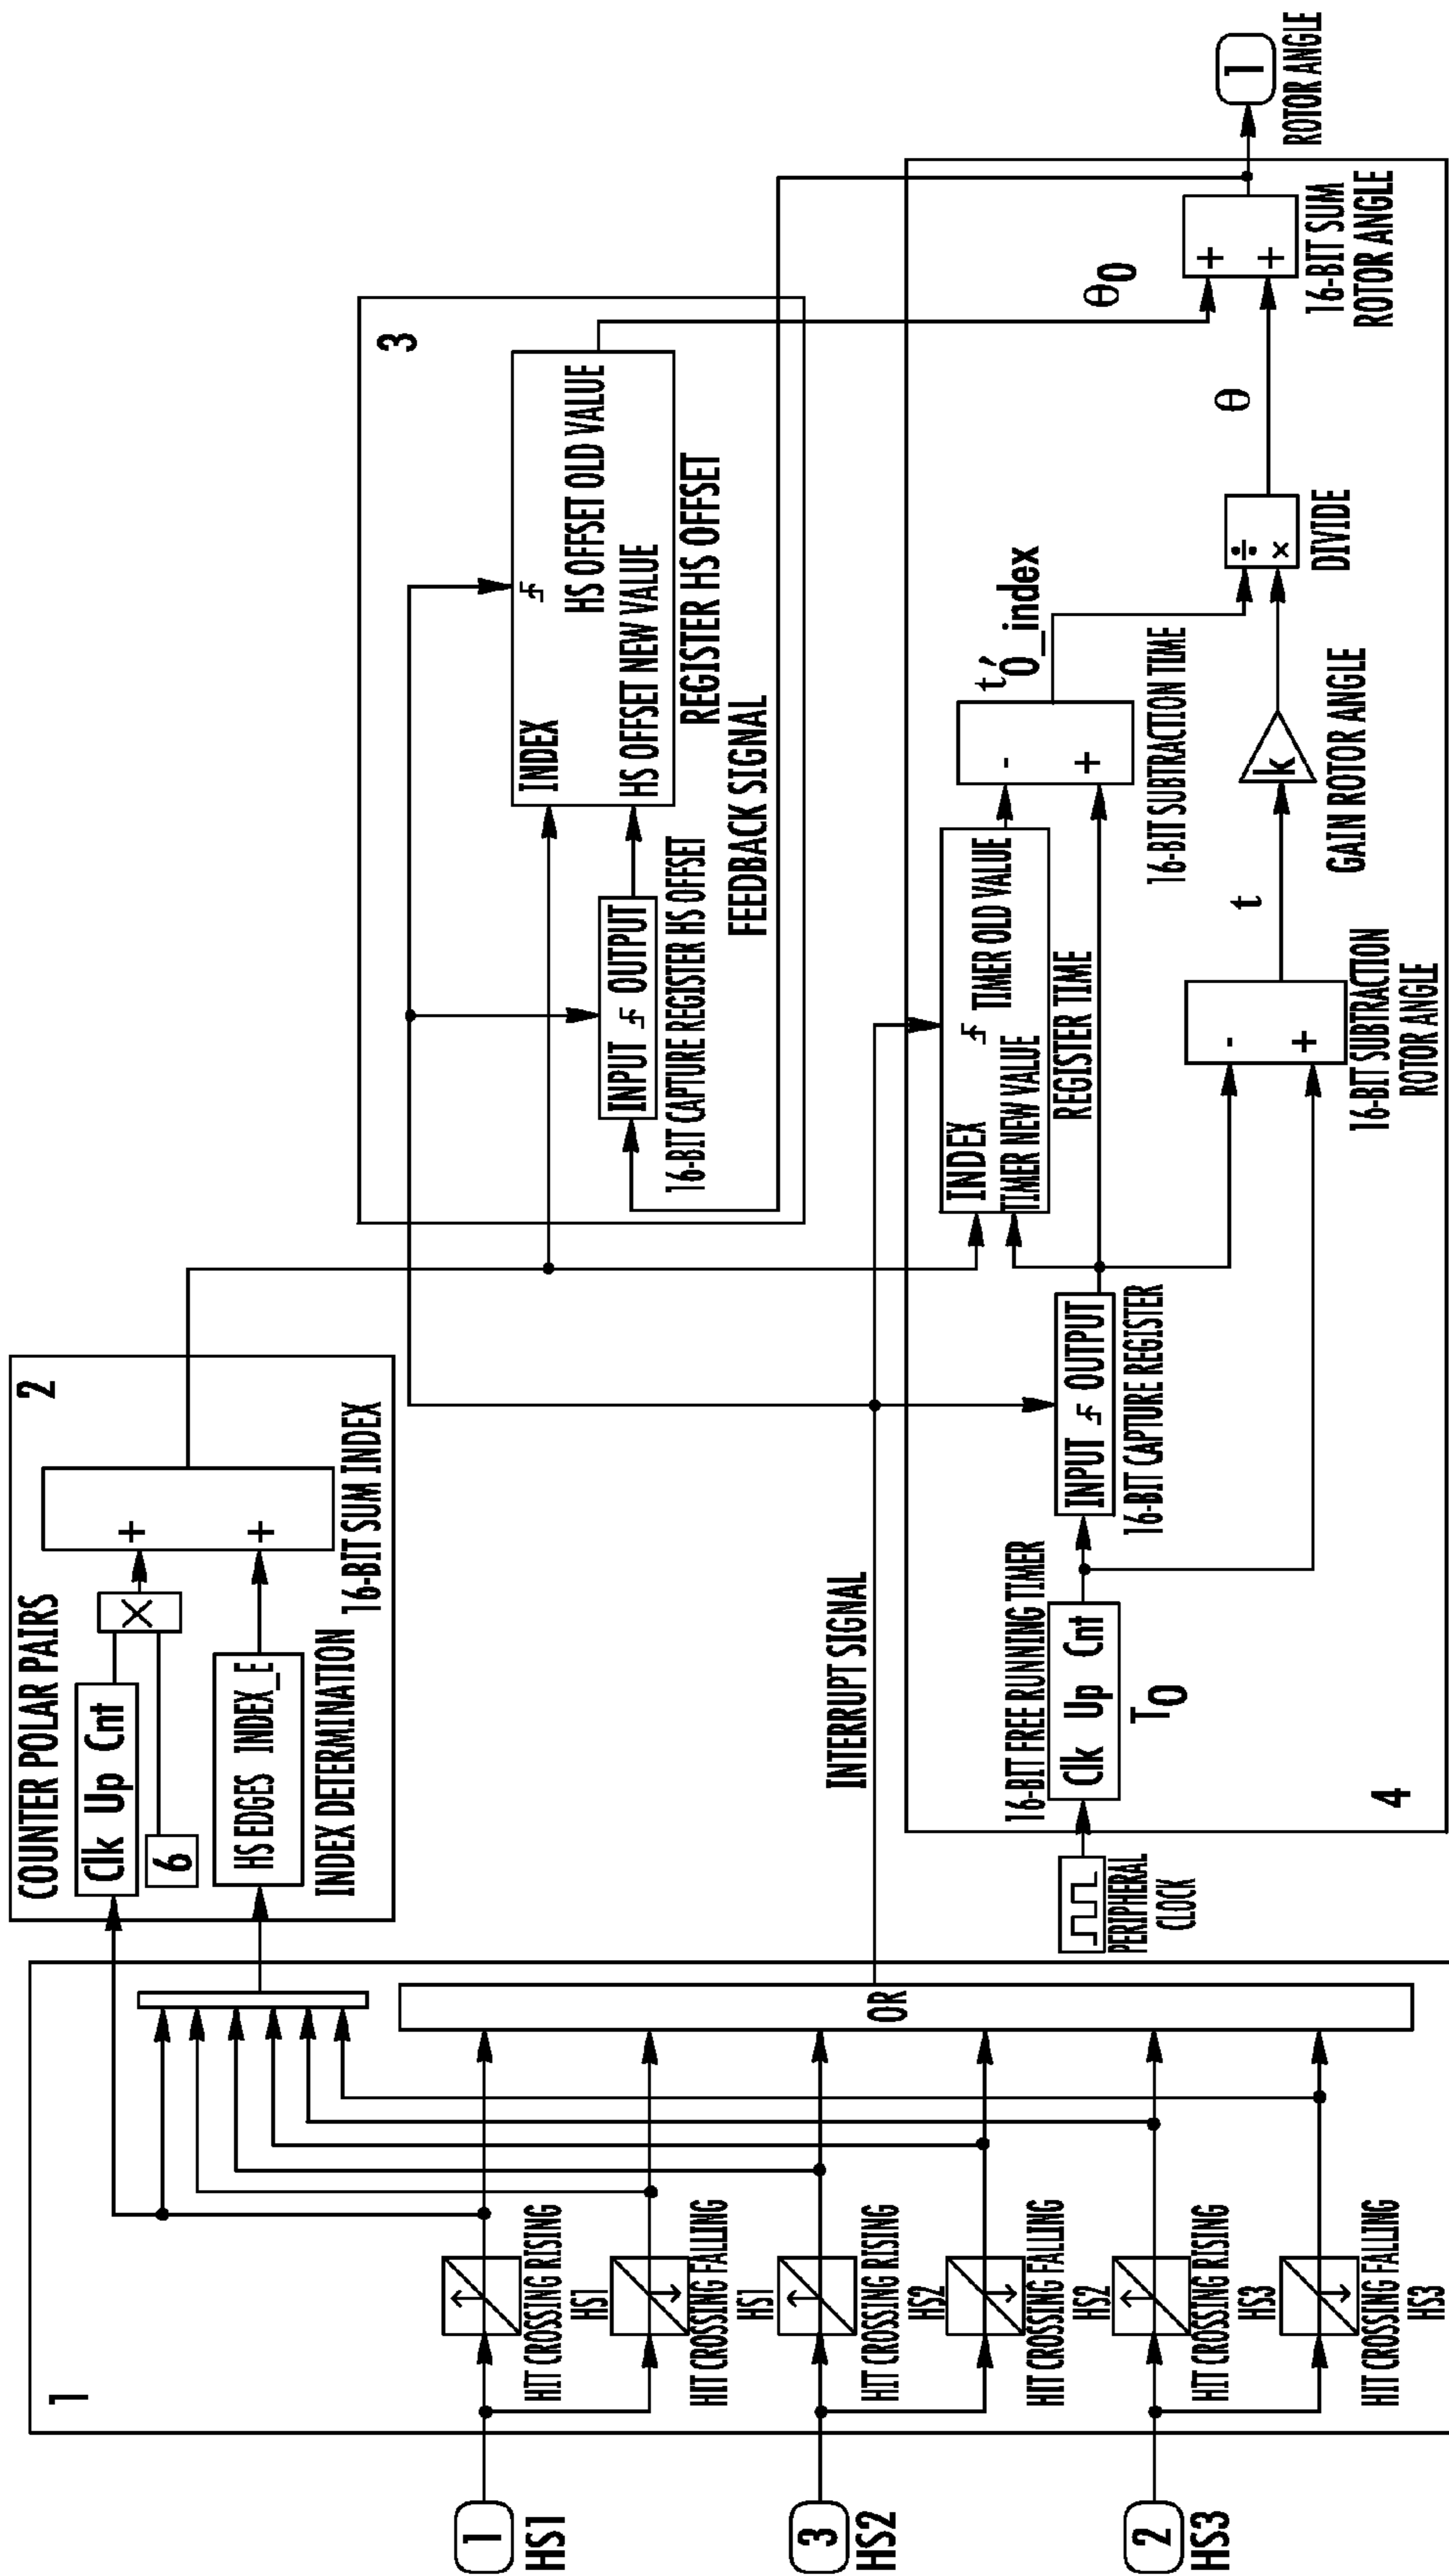 1
HS1
3
HS2
2
HS3
1
HIT CROSSING RISING
HS1
HIT CROSSING FALLING
HS1
HIT CROSSING RISING
HS2
HIT CROSSING FALLING
HS2
HIT CROSSING RISING
HS3
HIT CROSSING FALLING
HS3
OR
2
COUNTER POLAR PAIRS
Clk Up Cnt
6
×
HS EDGES INDEX_E
INDEX DETERMINATION
+
+
16-BIT SUM INDEX
INTERRUPT SIGNAL
3
INPUT OUTPUT
16-BIT CAPTURE REGISTER HS OFFSET
INDEX
HS OFFSET OLD VALUE
HS OFFSET NEW VALUE
REGISTER HS OFFSET
FEEDBACK SIGNAL
4
PERIPHERAL
CLOCK
16-BIT FREE RUNNING TIMER
Clk Up Cnt
T0
INPUT OUTPUT
16-BIT CAPTURE REGISTER
INDEX
TIMER OLD VALUE
TIMER NEW VALUE
REGISTER TIME
-
+
16-BIT SUBTRACTION TIME
t'0_index
-
+
16-BIT SUBTRACTION
ROTOR ANGLE
t
k
GAIN ROTOR ANGLE
÷
×
DIVIDE
θ
θ0
+
+
16-BIT SUM
ROTOR ANGLE
1
ROTOR ANGLE